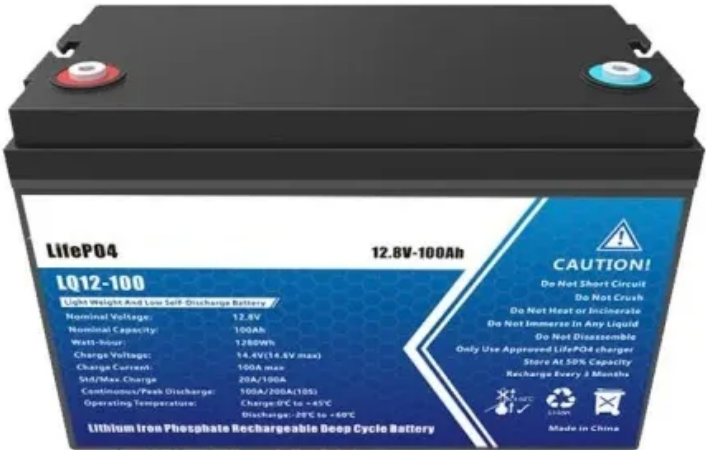 LifePO4
12.8V-100Ah
LQ12-100
Light Weight And Low Self-Discharge Battery
Nominal Voltage: 12.8V
Nominal Capacity: 100Ah
Watt-hour: 1280Wh
Charge Voltage: 14.4V(14.6V max)
Charge Current: 100A max
Std/Max.Charge 20A/100A
Continuous/Peak Discharge: 100A/200A(10S)
Operating Temperature: Charge:0℃ to +45℃
Discharge:-20℃ to +60℃
Lithium Iron Phosphate Rechargeable Deep Cycle Battery
CAUTION!
Do Not Short Circuit
Do Not Crush
Do Not Heat or Incinerate
Do Not Immerse In Any Liquid
Do Not Disassemble
Only Use Approved LifePO4 charger
Store At 50% Capacity
Recharge Every 3 Months
Li-ion
Made in China